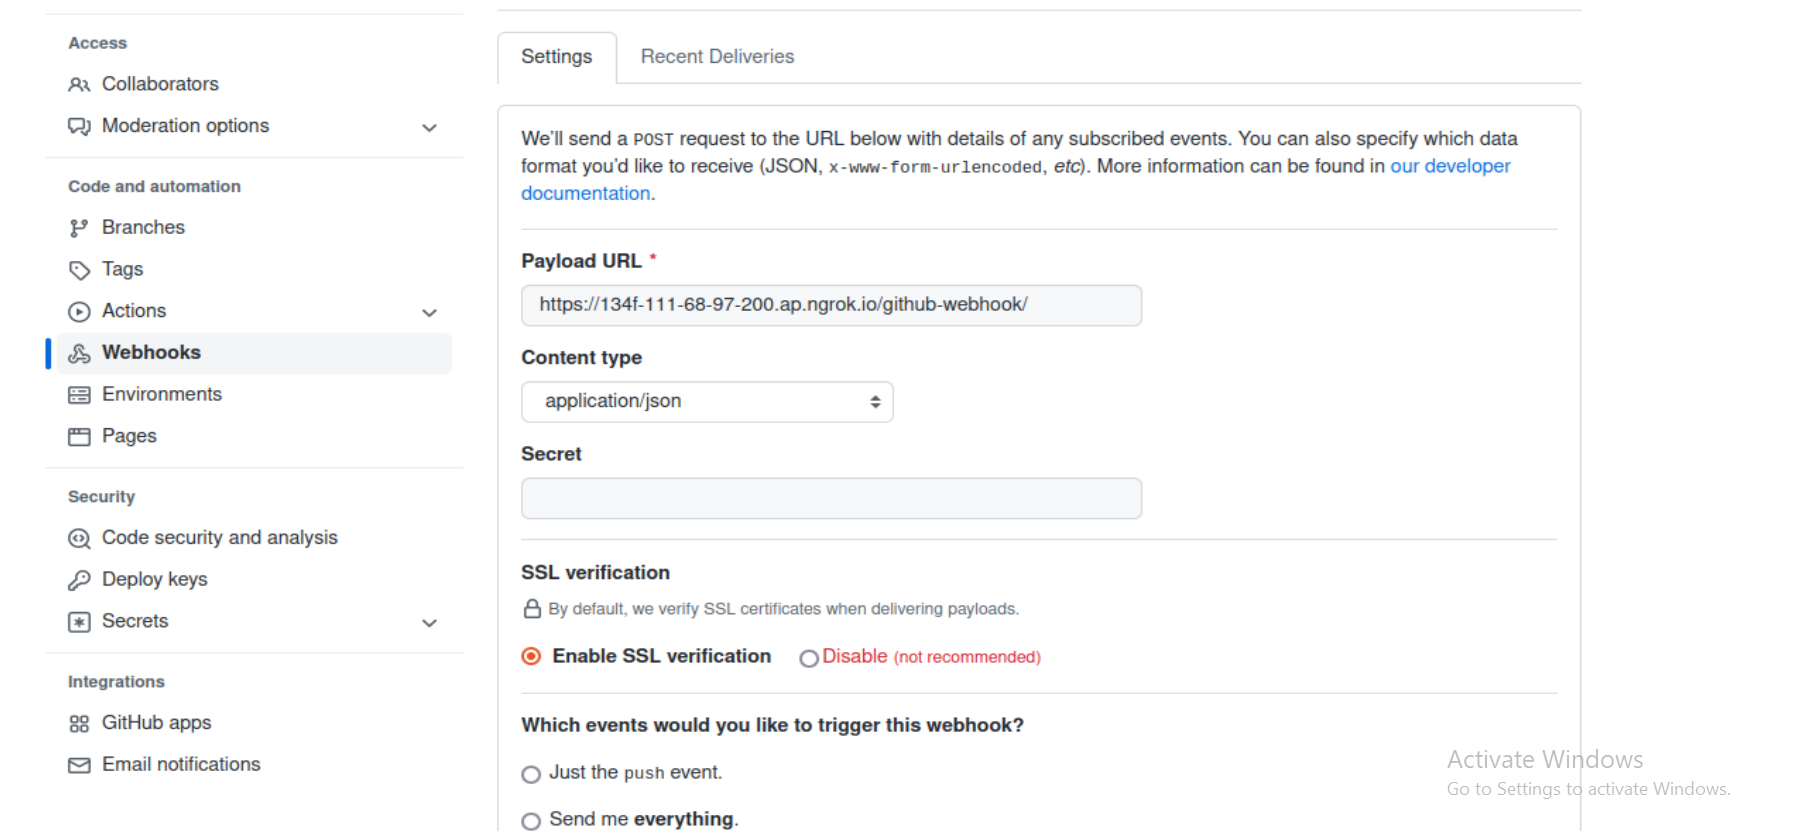 Access
Collaborators
Moderation options
Code and automation
Branches
Tags
Actions
Webhooks
Environments
Pages
Security
Code security and analysis
Deploy keys
Secrets
Integrations
GitHub apps
Email notifications
Settings
Recent Deliveries
We'll send a POST request to the URL below with details of any subscribed events. You can also specify which data
format you'd like to receive (JSON, x-www-form-urlencoded, etc). More information can be found in our developer
documentation.
Payload URL *
https://134f-111-68-97-200.ap.ngrok.io/github-webhook/
Content type
application/json
Secret
SSL verification
By default, we verify SSL certificates when delivering payloads.
Enable SSL verification
Disable (not recommended)
Which events would you like to trigger this webhook?
Just the push event.
Send me everything.
Activate Windows
Go to Settings to activate Windows.